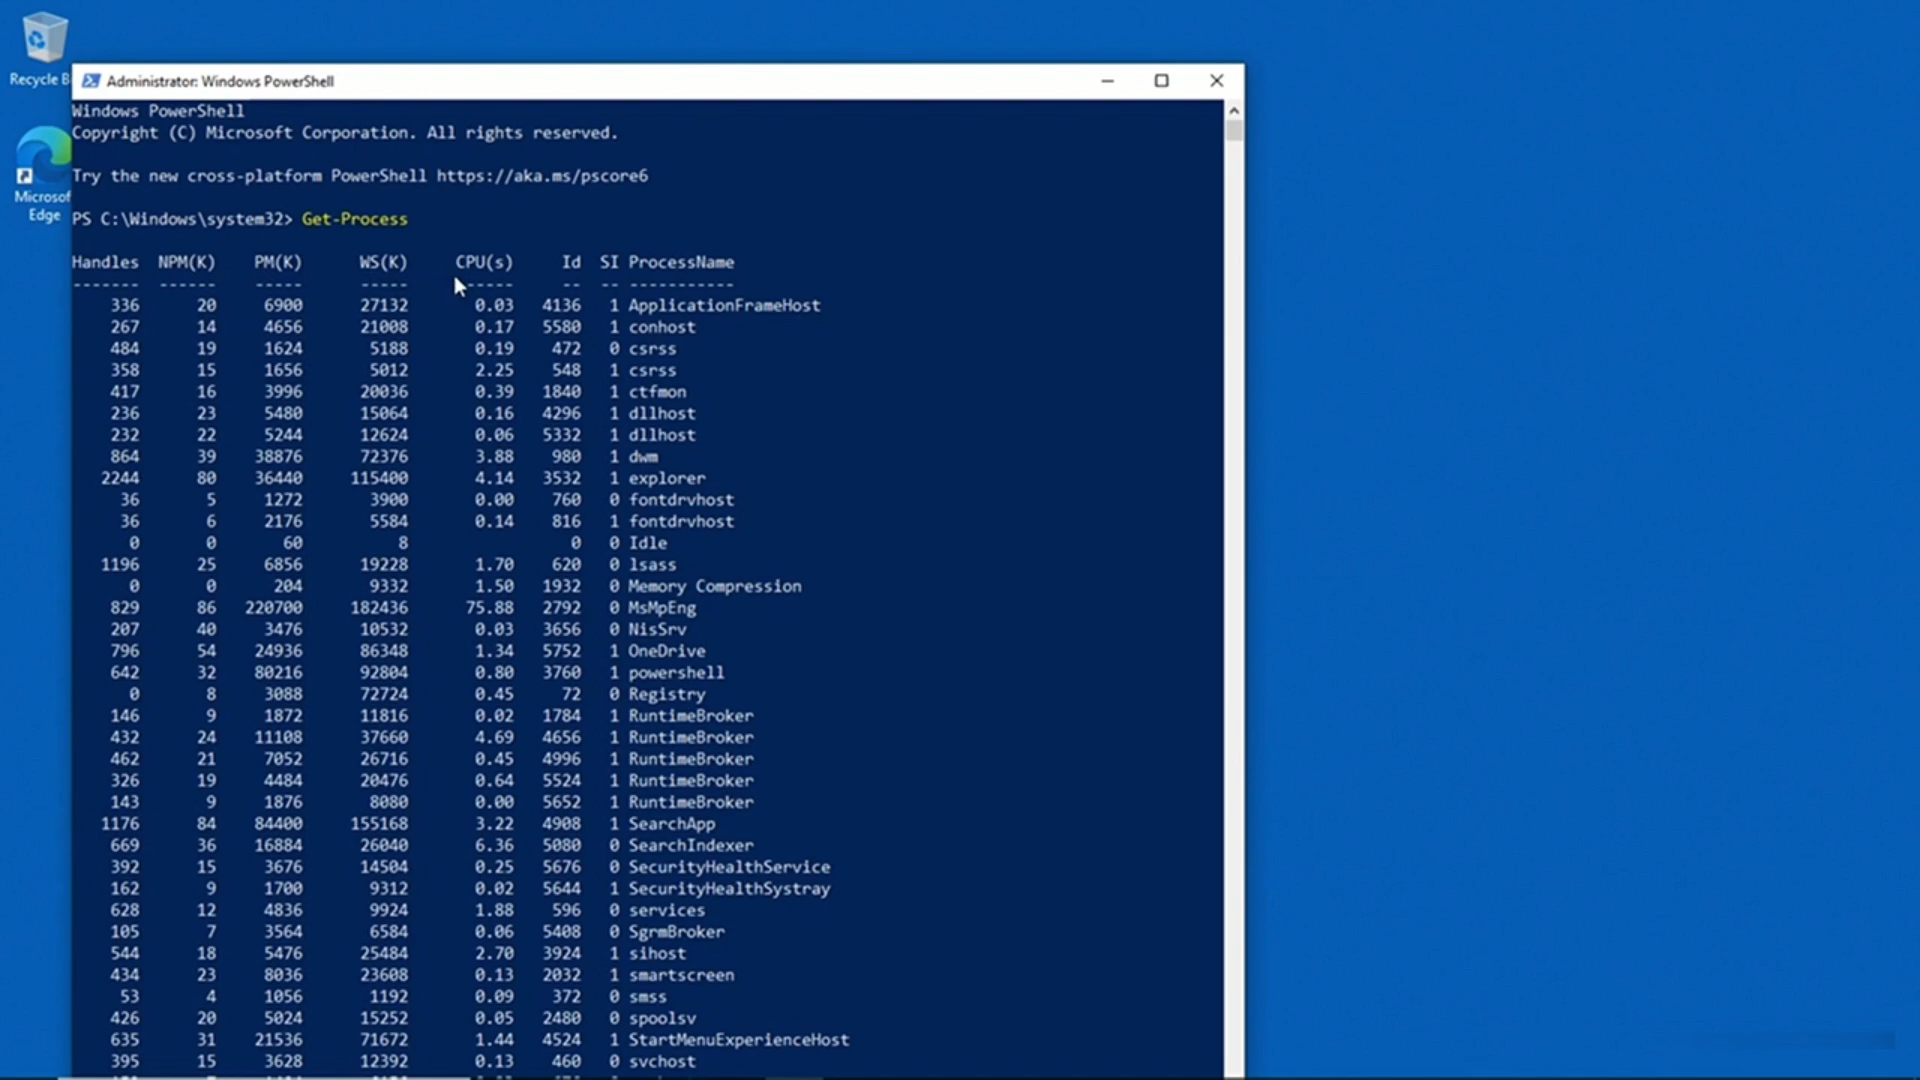 Recycle B
Administrator: Windows PowerShell
Windows PowerShell
Copyright (C) Microsoft Corporation. All rights reserved.
Try the new cross-platform PowerShell https://aka.ms/pscore6
Microsof
Edge
PS C:\Windows\system32> Get-Process
Handles  NPM(K)    PM(K)      WS(K)     CPU(s)     Id  SI ProcessName
-------  ------    -----      -----     ------     --  -- -----------
336      20     6900      27132       0.03   4136   1 ApplicationFrameHost
267      14     4656      21008       0.17   5580   1 conhost
484      19     1624       5188       0.19    472   0 csrss
358      15     1656       5012       2.25    548   1 csrss
417      16     3996      20036       0.39   1840   1 ctfmon
236      23     5480      15064       0.16   4296   1 dllhost
232      22     5244      12624       0.06   5332   1 dllhost
864      39    38876      72376       3.88    980   1 dwm
2244      80    36440     115400       4.14   3532   1 explorer
36       5     1272       3900       0.00    760   0 fontdrvhost
36       6     2176       5584       0.14    816   1 fontdrvhost
0       0       60          8                 0   0 Idle
1196      25     6856      19228       1.70    620   0 lsass
0       0      204       9332       1.50   1932   0 Memory Compression
829      86   220700     182436      75.88   2792   0 MsMpEng
207      40     3476      10532       0.03   3656   0 NisSrv
796      54    24936      86348       1.34   5752   1 OneDrive
642      32    80216      92804       0.80   3760   1 powershell
0       8     3088      72724       0.45     72   0 Registry
146       9     1872      11816       0.02   1784   1 RuntimeBroker
432      24    11108      37660       4.69   4656   1 RuntimeBroker
462      21     7052      26716       0.45   4996   1 RuntimeBroker
326      19     4484      20476       0.64   5524   1 RuntimeBroker
143       9     1876       8080       0.00   5652   1 RuntimeBroker
1176      84    84400     155168       3.22   4908   1 SearchApp
669      36    16884      26040       6.36   5080   0 SearchIndexer
392      15     3676      14504       0.25   5676   0 SecurityHealthService
162       9     1700       9312       0.02   5644   1 SecurityHealthSystray
628      12     4836       9924       1.88    596   0 services
105       7     3564       6584       0.06   5408   0 SgrmBroker
544      18     5476      25484       2.70   3924   1 sihost
434      23     8036      23608       0.13   2032   1 smartscreen
53       4     1056       1192       0.09    372   0 smss
426      20     5024      15252       0.05   2480   0 spoolsv
635      31    21536      71672       1.44   4524   1 StartMenuExperienceHost
395      15     3628      12392       0.13    460   0 svchost